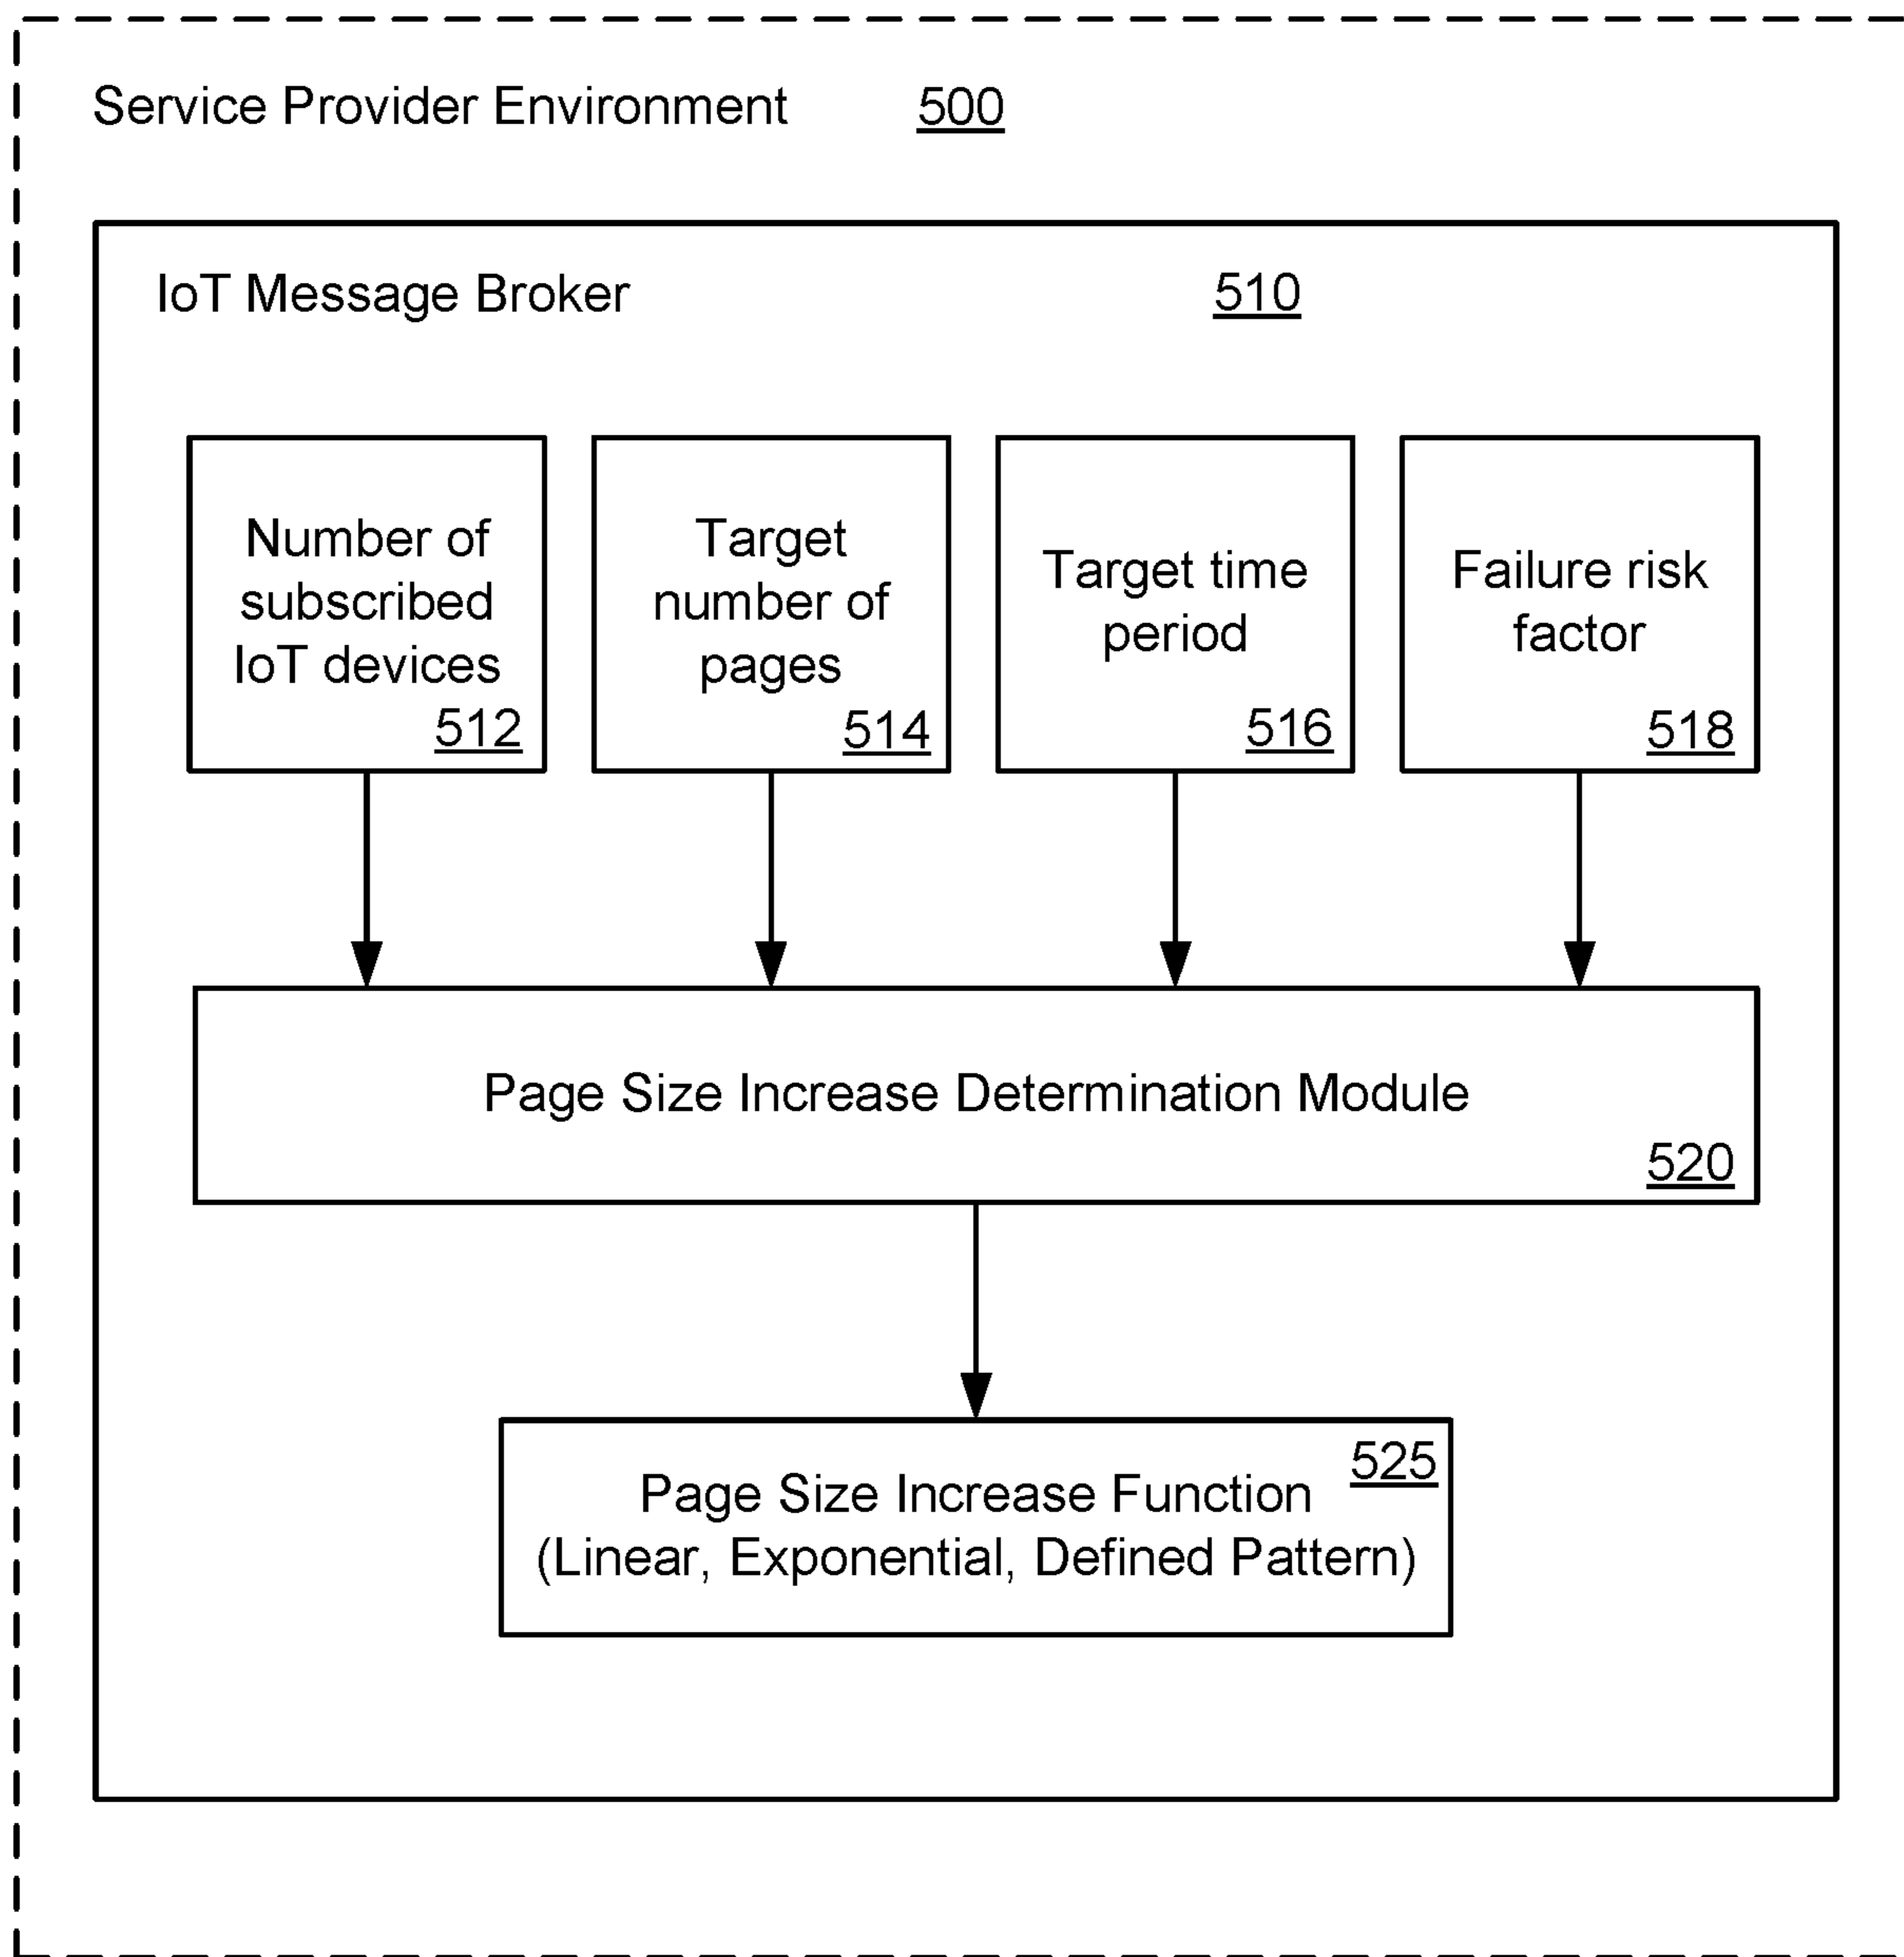 Service Provider Environment 500
IoT Message Broker 510
Number of
subscribed
IoT devices
512
Target
number of
pages
514
Target time
period
516
Failure risk
factor
518
Page Size Increase Determination Module
520
525
Page Size Increase Function
(Linear, Exponential, Defined Pattern)